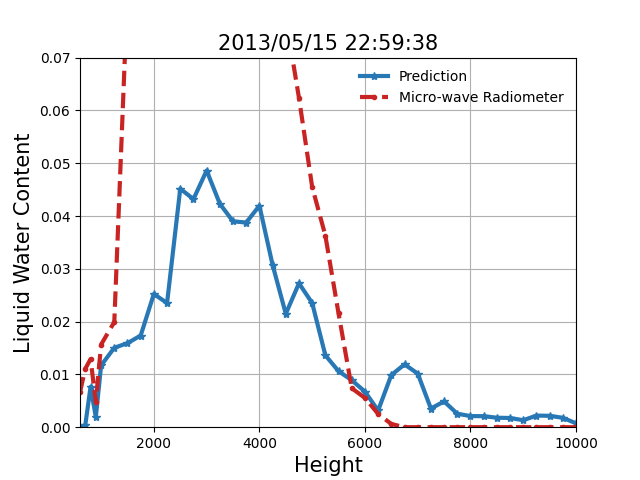 2013/05/15 22:59:38
Prediction
Micro-wave Radiometer
Liquid Water Content
0.07
0.06
0.05
0.04
0.03
0.02
0.01
0.00
2000 4000 6000 8000 10000
Height